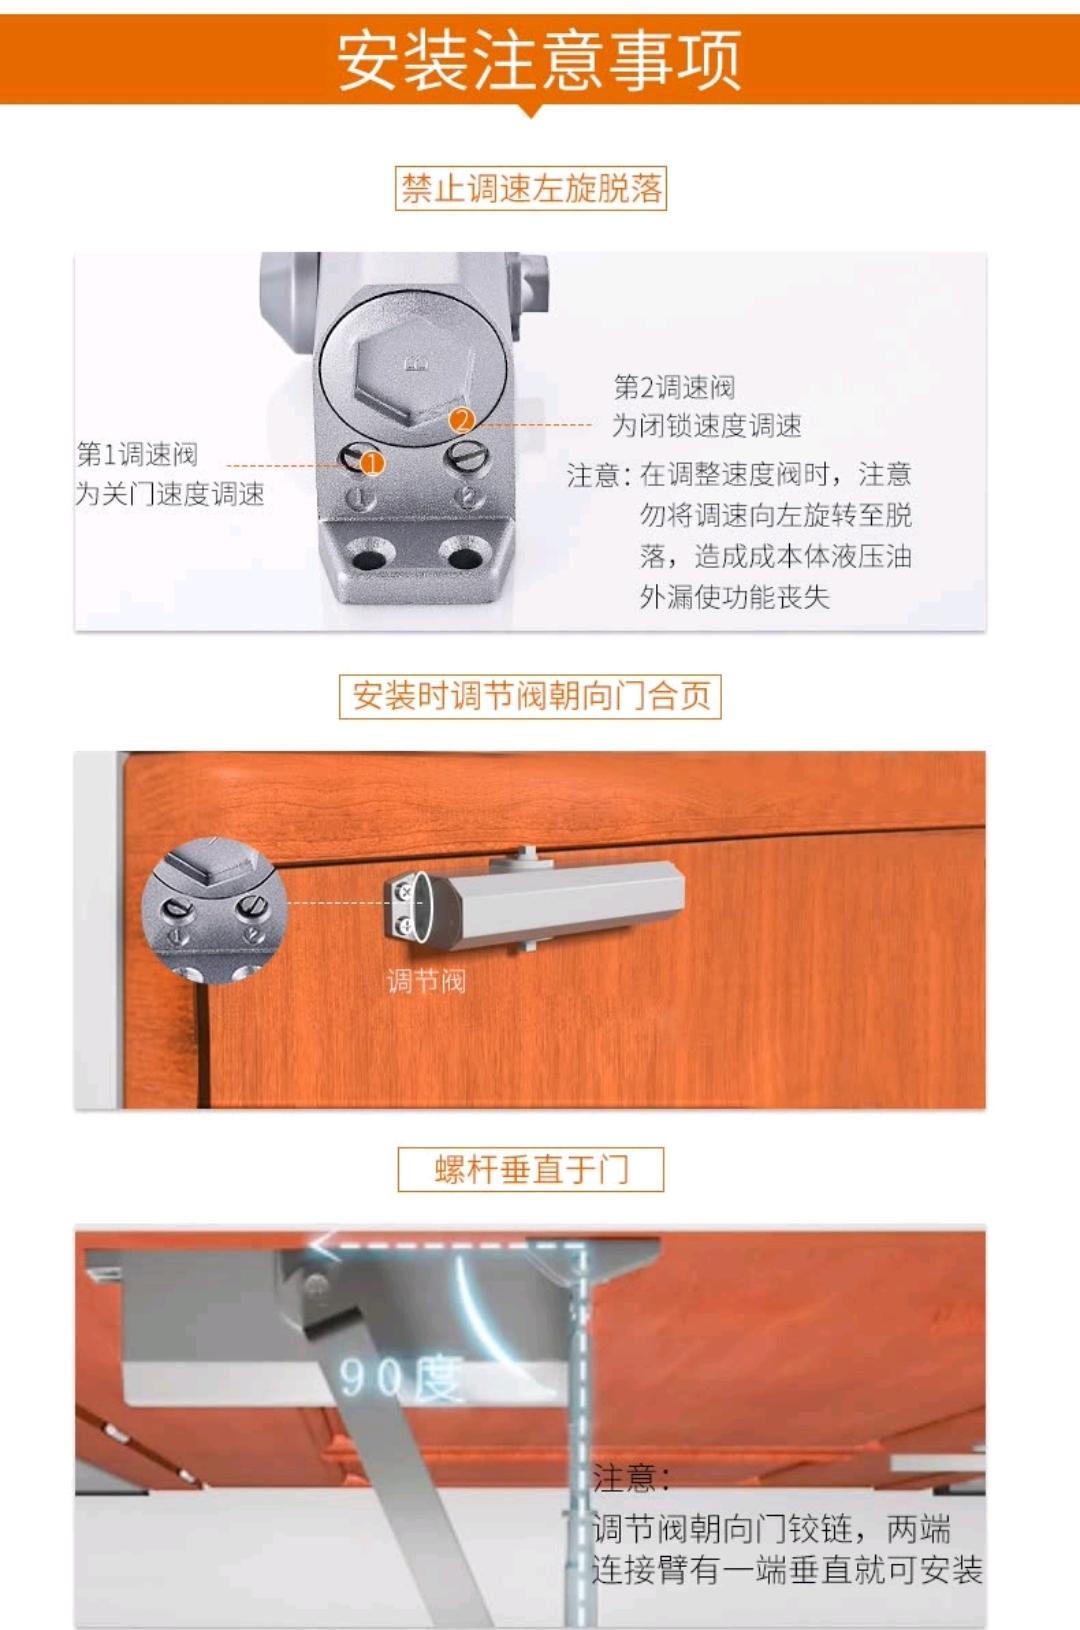 安装注意事项
禁止调速左旋脱落
第2调速阀
为闭锁速度调速
第1调速阀
为关门速度调速
注意：在调整速度阀时，注意
勿将调速向左旋转至脱
落，造成成本体液压油
外漏使功能丧失
2
1
1
2
安装时调节阀朝向门合页
1
2
调节阀
螺杆垂直于门
90度
注意：
调节阀朝向门铰链，两端
连接臂有一端垂直就可安装